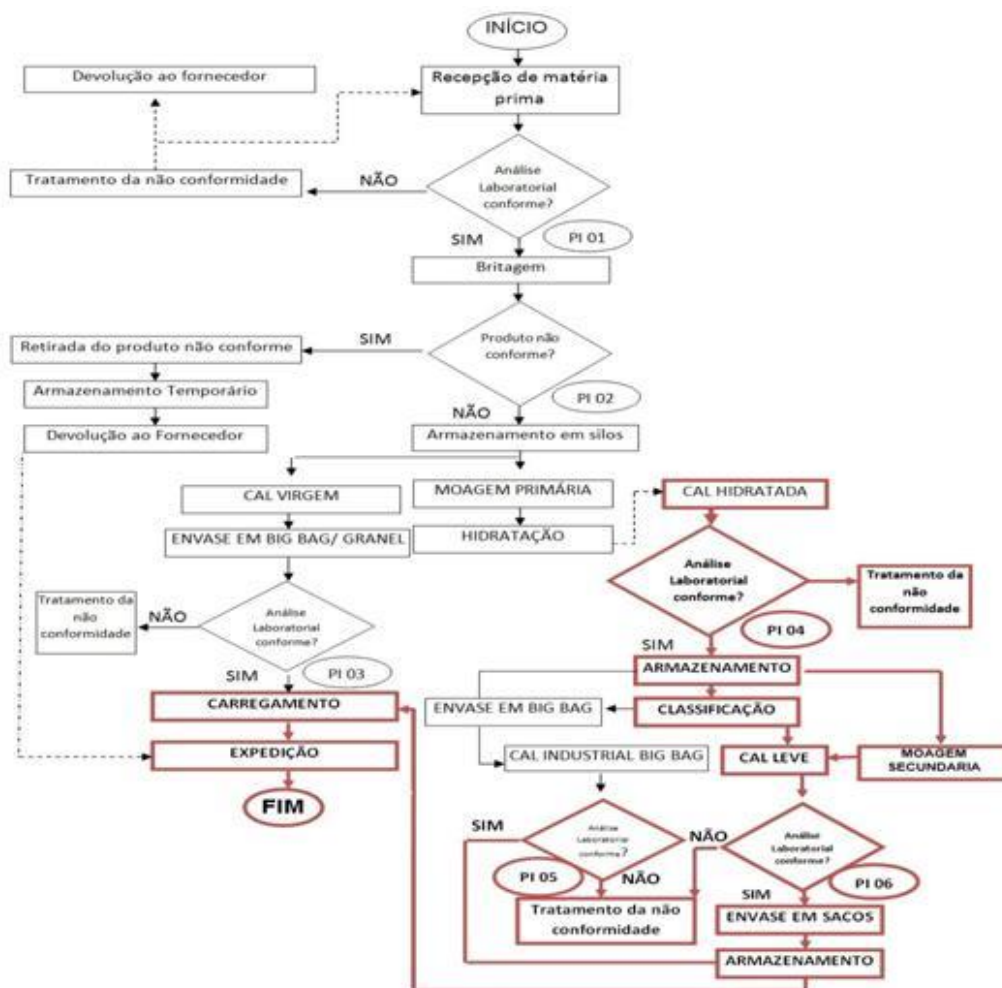 INÍCIO
Devolução ao fornecedor
Recepção de matéria
prima
Análise
Laboratorial
conforme?
Tratamento da não conformidade
NÃO
SIM
PI 01
Britagem
Produto não
conforme?
SIM
Retirada do produto não conforme
Armazenamento Temporário
PI 02
NÃO
Devolução ao Fornecedor
Armazenamento em silos
CAL VIRGEM
MOAGEM PRIMÁRIA
CAL HIDRATADA
ENVASE EM BIG BAG/ GRANEL
HIDRATAÇÃO
Análise
Laboratorial
conforme?
Tratamento da
não
conformidade
Tratamento da
não
conformidade
NÃO
Análise
Laboratorial
conforme?
PI 04
SIM
PI 03
SIM
ARMAZENAMENTO
CARREGAMENTO
ENVASE EM BIG BAG
CLASSIFICAÇÃO
EXPEDIÇÃO
CAL INDUSTRIAL BIG BAG
CAL LEVE
MOAGEM
SECUNDARIA
FIM
SIM
Análise
Laboratorial
conforme?
NÃO
Análise
Laboratorial
conforme?
PI 05
NÃO
PI 06
SIM
Tratamento da não
conformidade
ENVASE EM SACOS
ARMAZENAMENTO